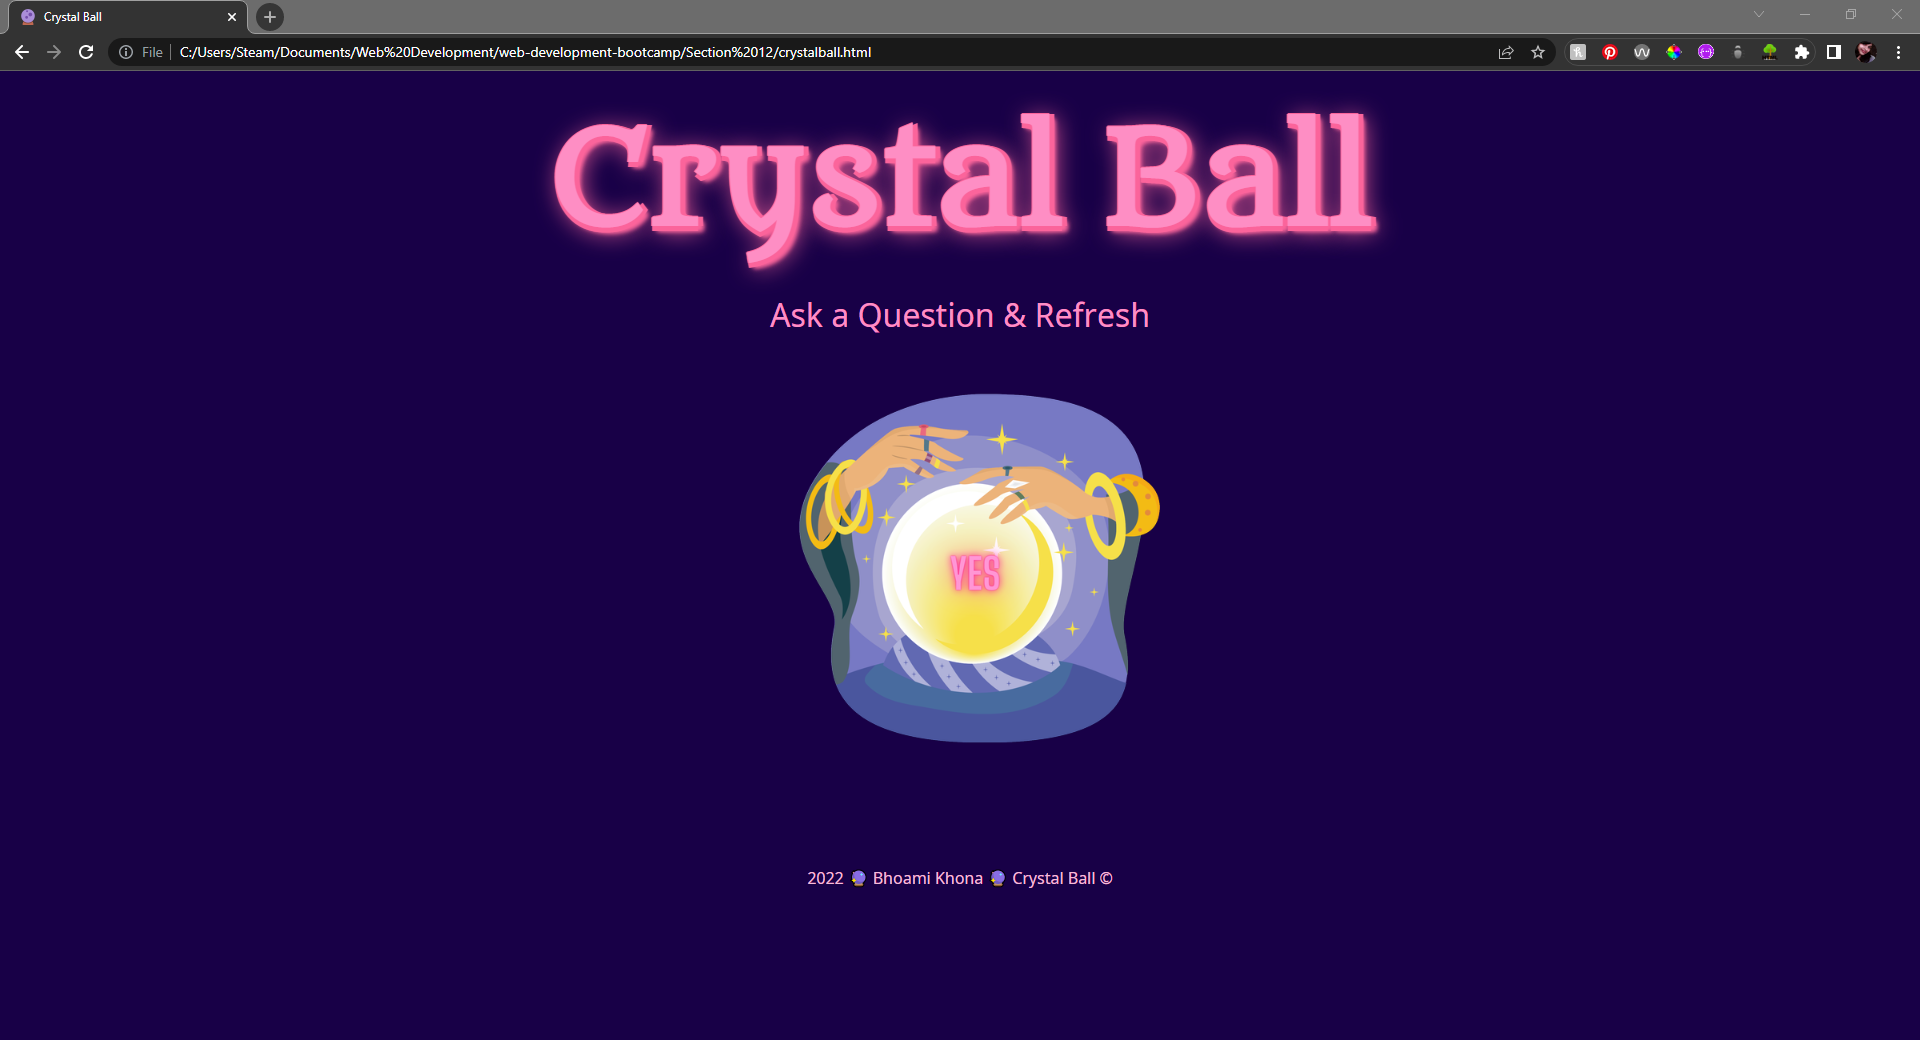 Crystal Ball
File
C:/Users/Steam/Documents/Web%20Development/web-development-bootcamp/Section%2012/crystalball.html
Crystal Ball
Ask a Question & Refresh
YES
2022 🔮 Bhoami Khona 🔮 Crystal Ball ©